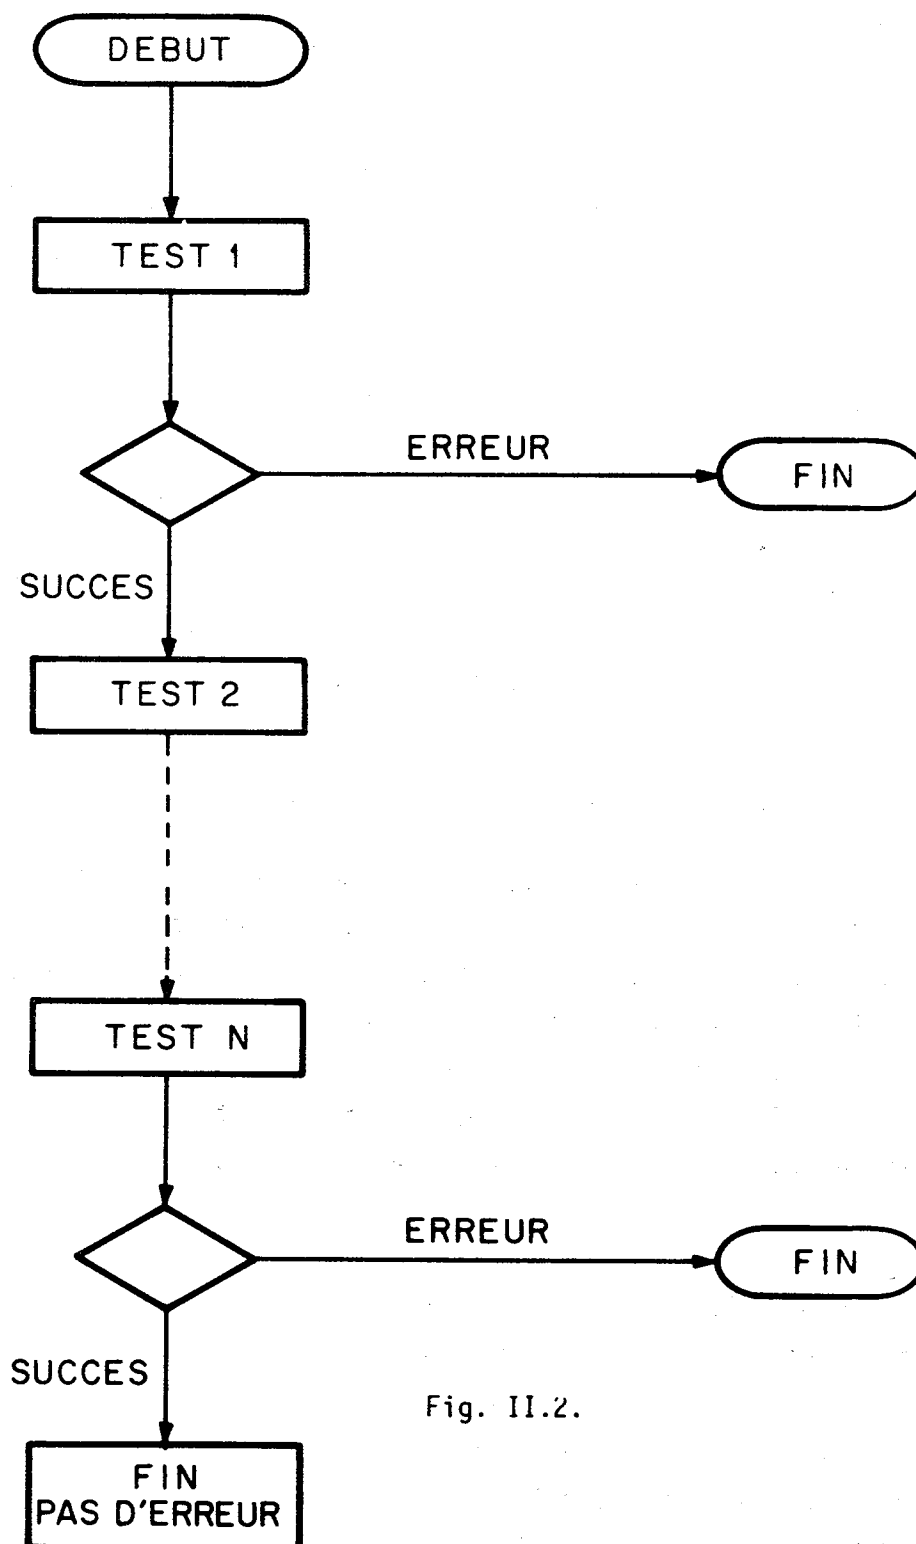 DEBUT
TEST 1
ERREUR
FIN
SUCCES
TEST 2
TEST N
ERREUR
FIN
SUCCES
Fig. II.2.
FIN
PAS D'ERREUR